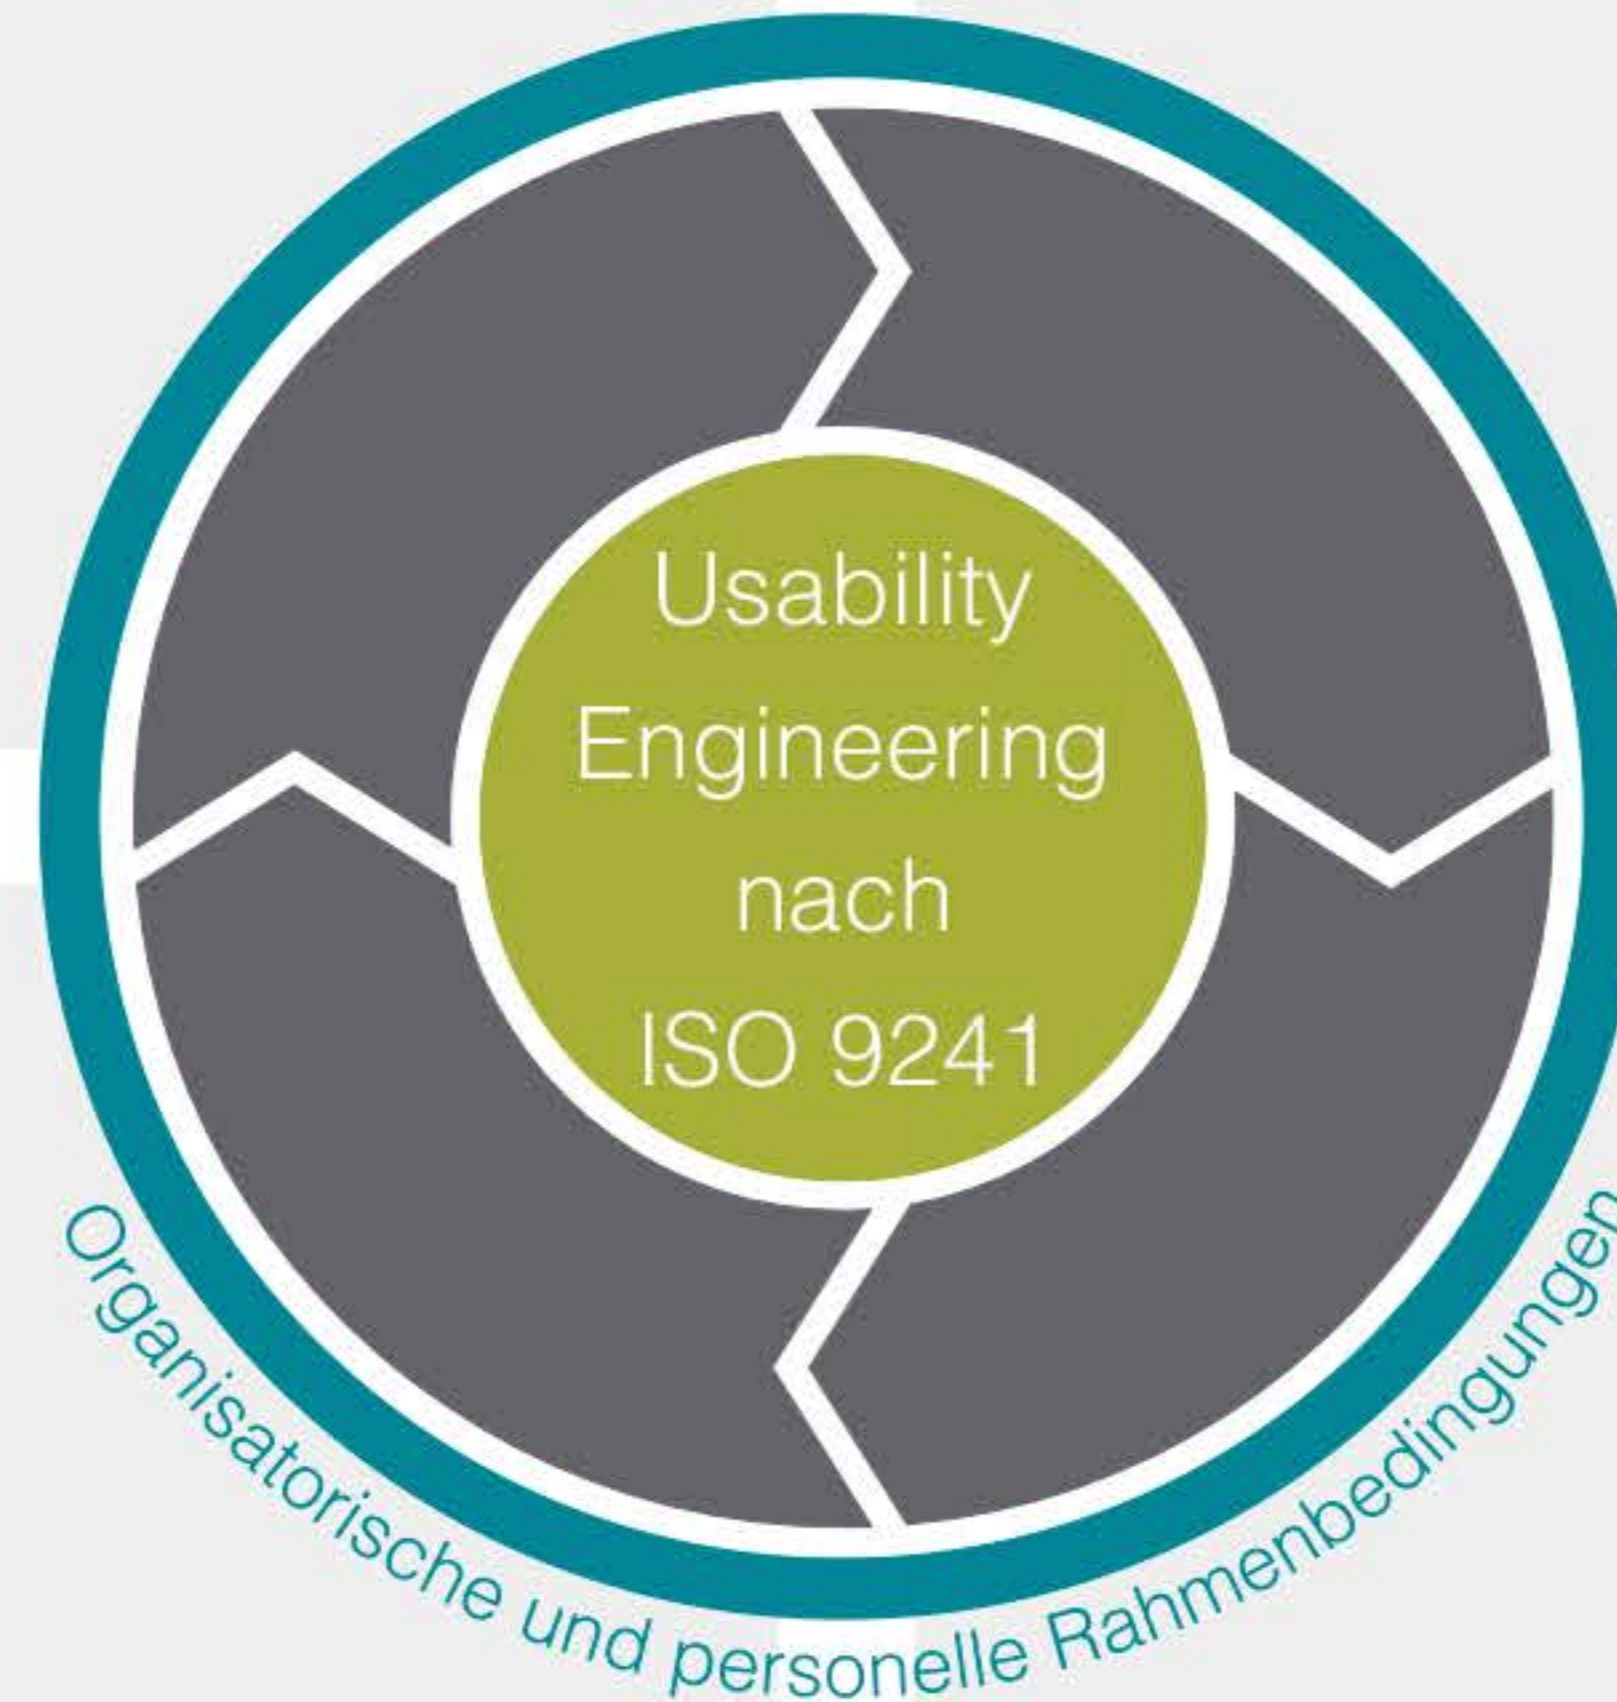 Usability
Engineering
nach
ISO 9241
Organisatorische und personelle Rahmenbedingungen